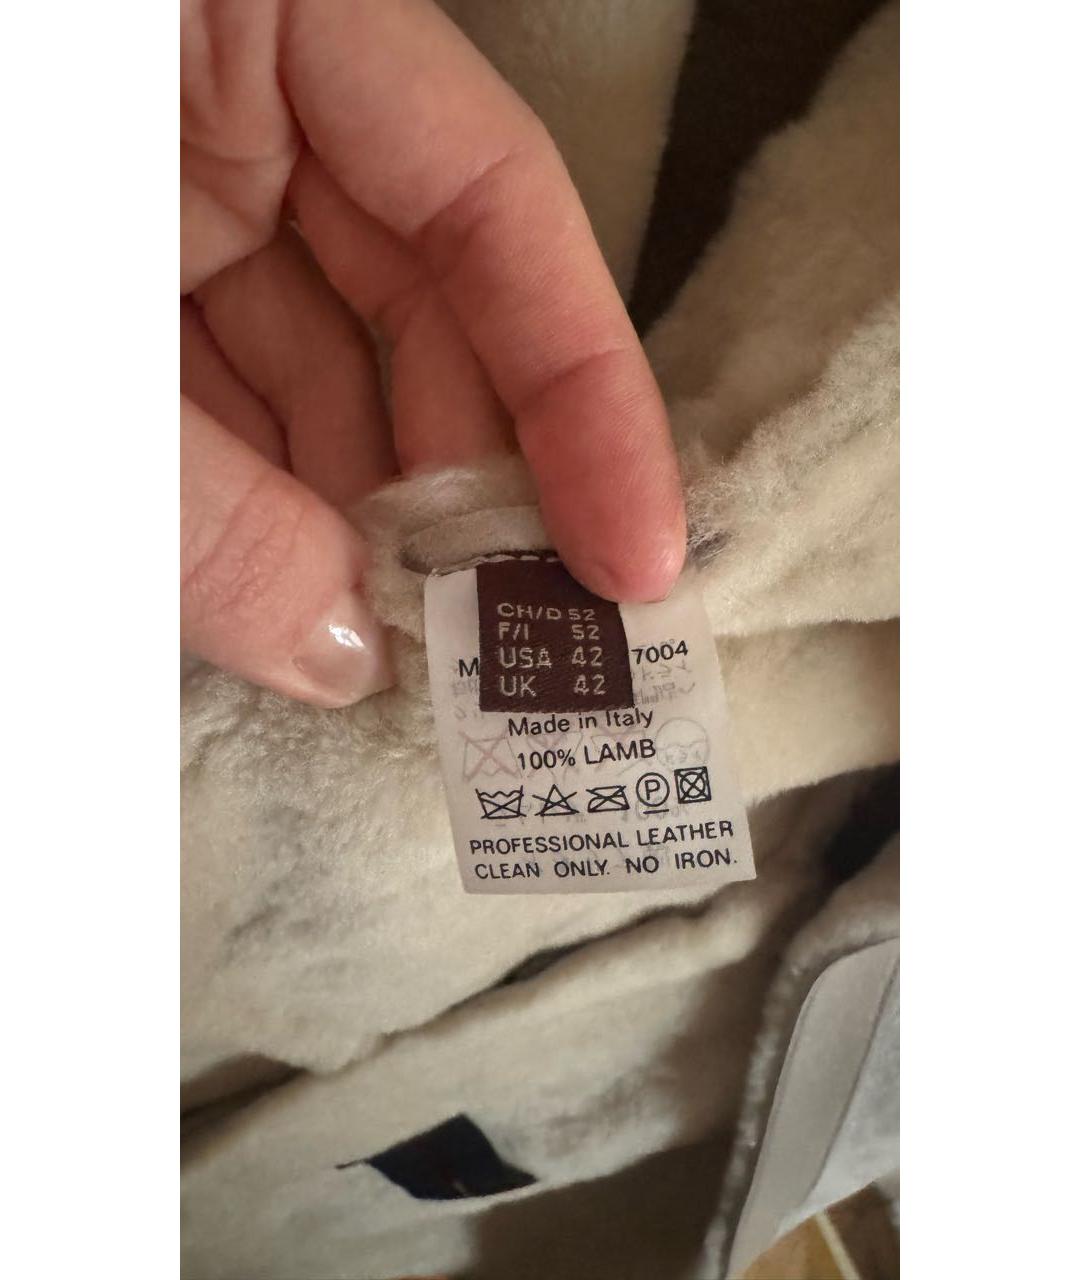 CH/D 52
F/I 52
USA 42
UK 42
M 7004
Made in Italy
100% LAMB
P
PROFESSIONAL LEATHER
CLEAN ONLY. NO IRON.